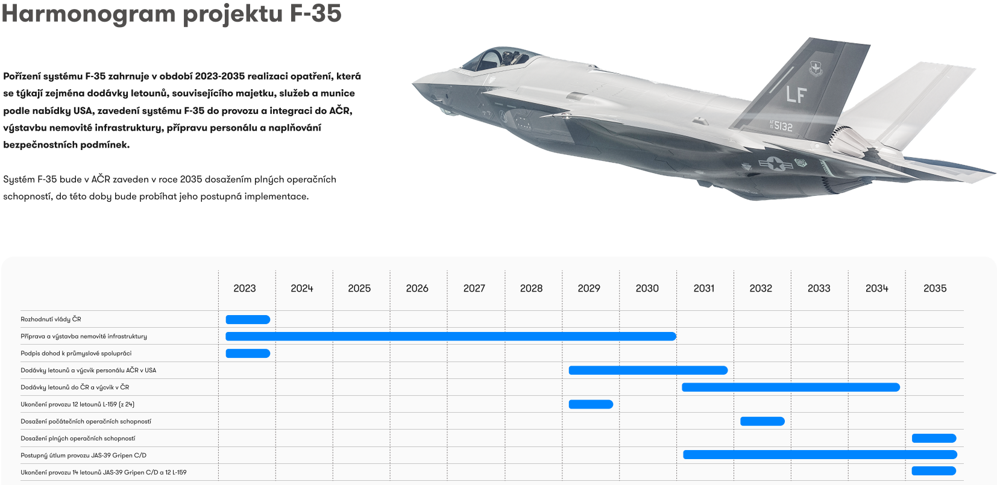 Harmonogram projektu F-35
Pořízení systému F-35 zahrnuje v období 2023-2035 realizaci opatření, která
se týkají zejména dodávky letounů, souvisejícího majetku, služeb a munice
podle nabídky USA, zavedení systému F-35 do provozu a integraci do AČR,
výstavbu nemovité infrastruktury, přípravu personálu a naplňování
bezpečnostních podmínek.
Systém F-35 bude v AČR zaveden v roce 2035 dosažením plných operačních
schopností, do této doby bude probíhat jeho postupná implementace.
LF
AF 15 5132
2023 2024 2025 2026 2027 2028 2029 2030 2031 2032 2033 2034 2035
Rozhodnutí vlády ČR
Příprava a výstavba nemovité infrastruktury
Podpis dohod k průmyslové spolupráci
Dodávky letounů a výcvik personálu AČR v USA
Dodávky letounů do ČR a výcvik v ČR
Ukončení provozu 12 letounů L-159 (z 24)
Dosažení počátečních operačních schopností
Dosažení plných operačních schopností
Postupný útlum provozu JAS-39 Gripen C/D
Ukončení provozu 14 letounů JAS-39 Gripen C/D a 12 L-159